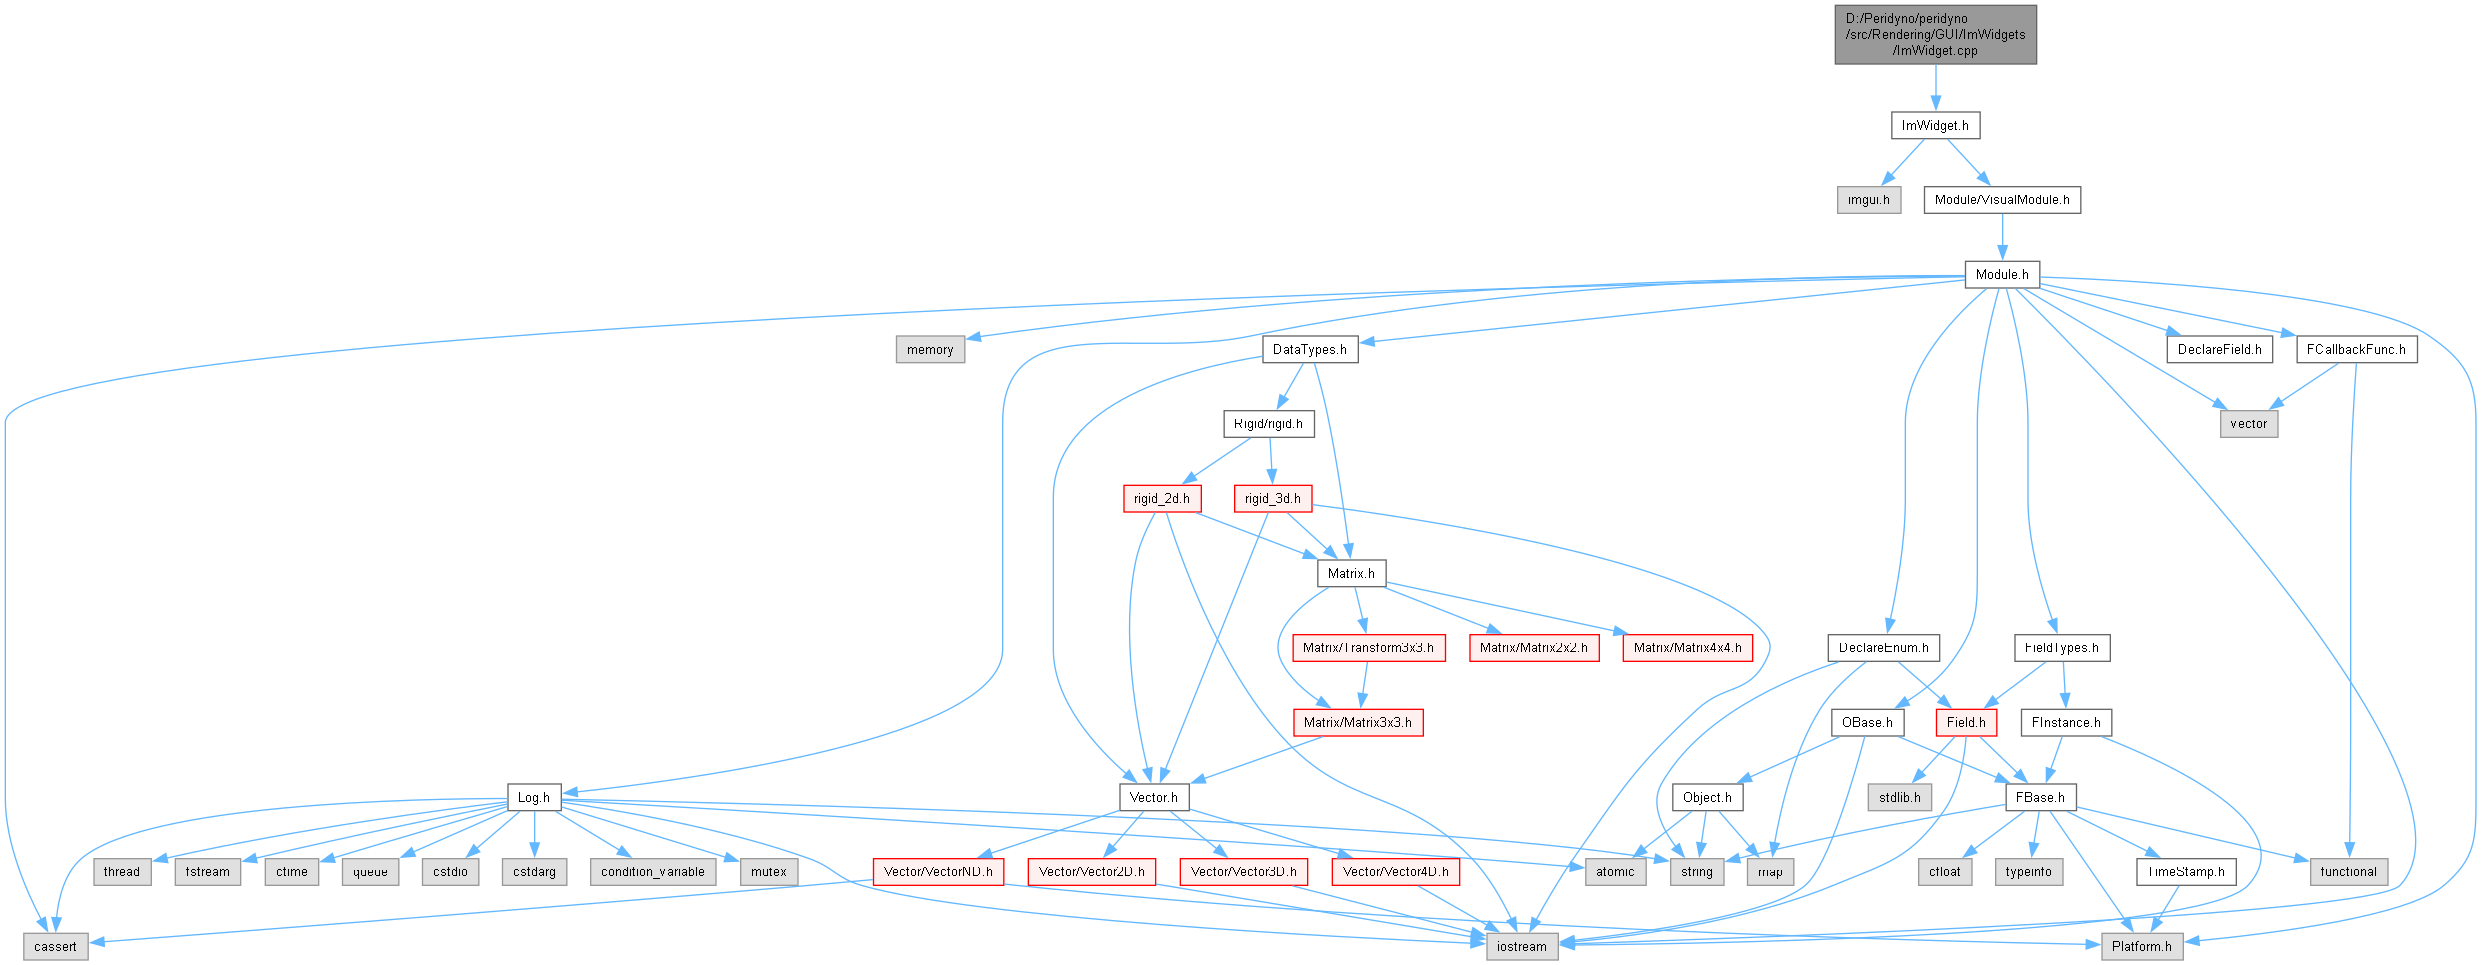 D:/Peridyno/peridyno
/src/Rendering/GUI/ImWidgets
/ImWidget.cpp
ImWidget.h
imgui.h
Module/VisualModule.h
Module.h
memory
DataTypes.h
DeclareField.h
FCallbackFunc.h
Rigid/rigid.h
vector
rigid_2d.h
rigid_3d.h
Matrix.h
Matrix/Transform3x3.h
Matrix/Matrix2x2.h
Matrix/Matrix4x4.h
DeclareEnum.h
FieldTypes.h
Matrix/Matrix3x3.h
OBase.h
Field.h
FInstance.h
Log.h
Vector.h
Object.h
stdlib.h
FBase.h
thread
fstream
ctime
queue
cstdio
cstdarg
condition_variable
mutex
Vector/VectorND.h
Vector/Vector2D.h
Vector/Vector3D.h
Vector/Vector4D.h
atomic
string
map
cfloat
typeinfo
TimeStamp.h
functional
cassert
iostream
Platform.h